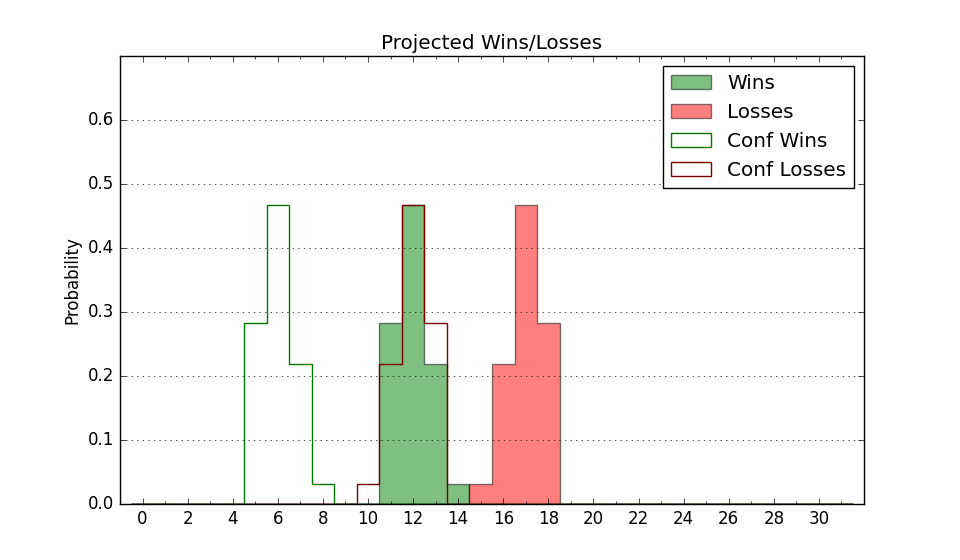 Projected Wins/Losses
Wins
Losses
Conf Wins
Conf Losses
Probability
0.6
0.5
0.4
0.3
0.2
0.1
0.0
0 2 4 6 8 10 12 14 16 18 20 22 24 26 28 30